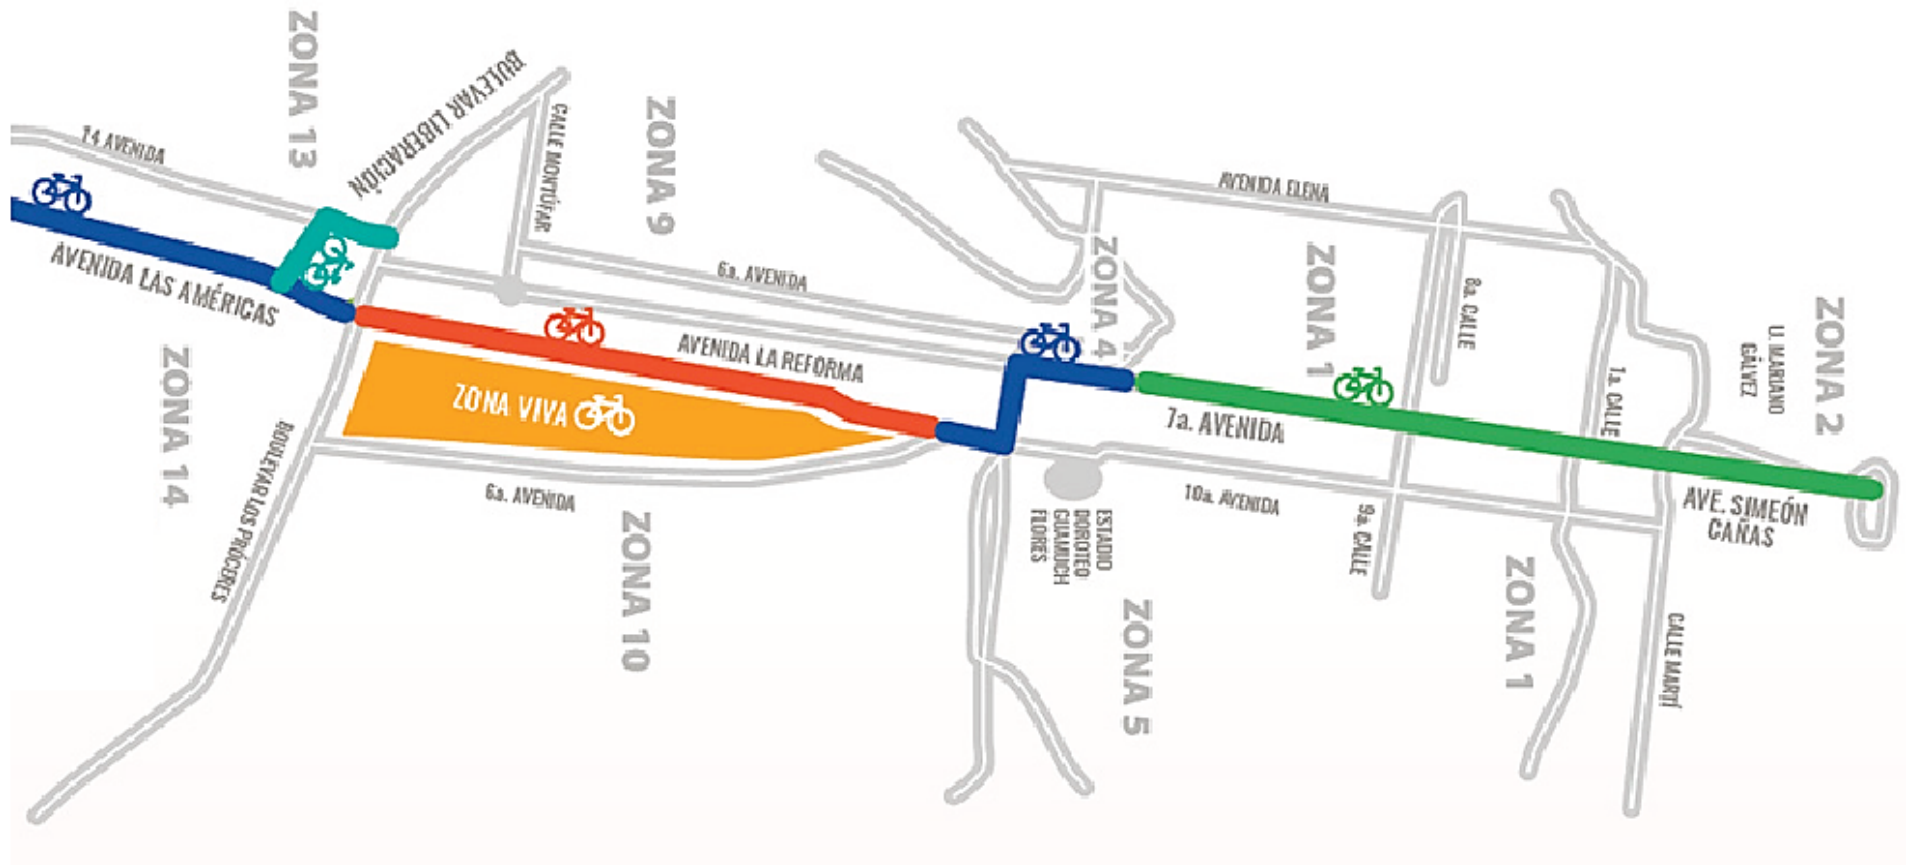 ZONA 13
BULEVAR LIBERACIÓN
CALLE MONTÚFAR
ZONA 9
14 AVENIDA
AVENIDA LAS AMÉRICAS
6a. AVENIDA
AVENIDA LA REFORMA
ZONA VIVA
ZONA 14
BOULEVAR LOS PRÓCERES
6a. AVENIDA
ZONA 10
ZONA 4
AVENIDA ELENA
ZONA 1
8a. CALLE
7a. AVENIDA
1a. CALLE
U. MARIANO
GÁLVEZ
ZONA 2
10a. AVENIDA
9a. CALLE
ESTADIO
DOROTEO
GUAMUCH
FLORES
ZONA 5
ZONA 1
AVE. SIMEÓN
CAÑAS
CALLE MARTÍ